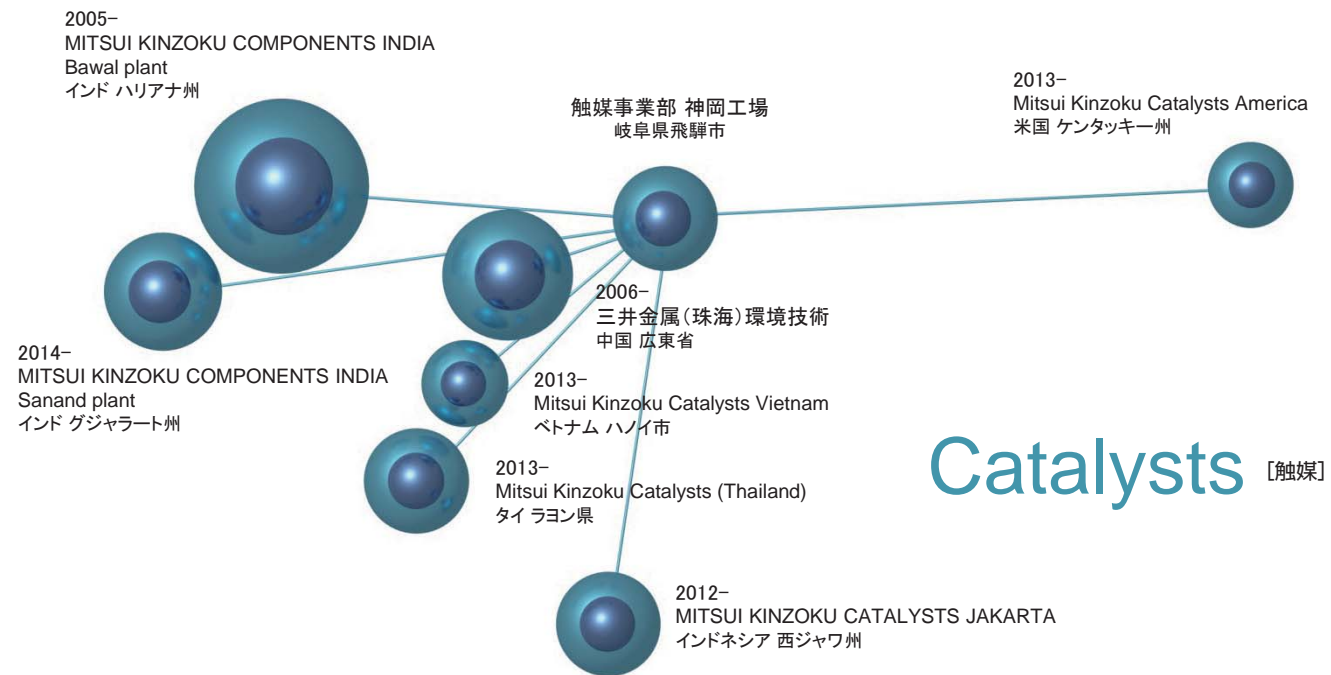 2005-
MITSUI KINZOKU COMPONENTS INDIA
Bawal plant
インド ハリアナ州
触媒事業部 神岡工場
岐阜県飛騨市
2013-
Mitsui Kinzoku Catalysts America
米国 ケンタッキー州
2006-
三井金属（珠海）環境技術
中国 広東省
2014-
MITSUI KINZOKU COMPONENTS INDIA
Sanand plant
インド グジャラート州
2013-
Mitsui Kinzoku Catalysts Vietnam
ベトナム ハノイ市
2013-
Mitsui Kinzoku Catalysts (Thailand)
タイ ラヨン県
Catalysts [触媒]
2012-
MITSUI KINZOKU CATALYSTS JAKARTA
インドネシア 西ジャワ州